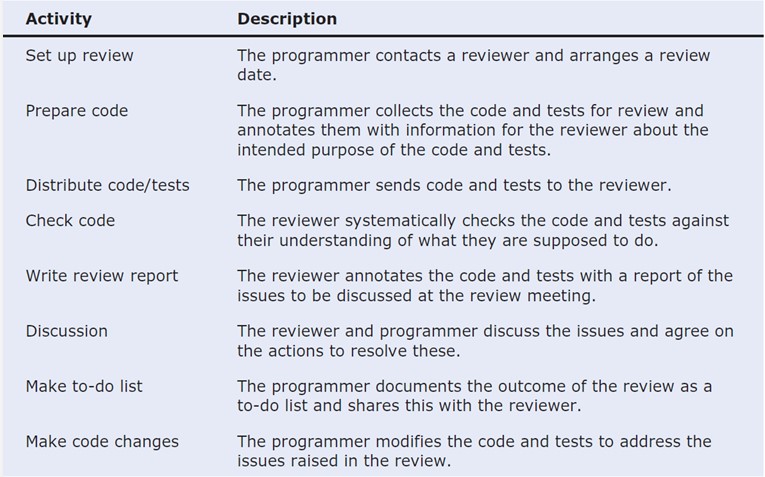 Activity Description
Set up review The programmer contacts a reviewer and arranges a review
date.
Prepare code The programmer collects the code and tests for review and
annotates them with information for the reviewer about the
intended purpose of the code and tests.
Distribute code/tests The programmer sends code and tests to the reviewer.
Check code The reviewer systematically checks the code and tests against
their understanding of what they are supposed to do.
Write review report The reviewer annotates the code and tests with a report of the
issues to be discussed at the review meeting.
Discussion The reviewer and programmer discuss the issues and agree on
the actions to resolve these.
Make to-do list The programmer documents the outcome of the review as a
to-do list and shares this with the reviewer.
Make code changes The programmer modifies the code and tests to address the
issues raised in the review.